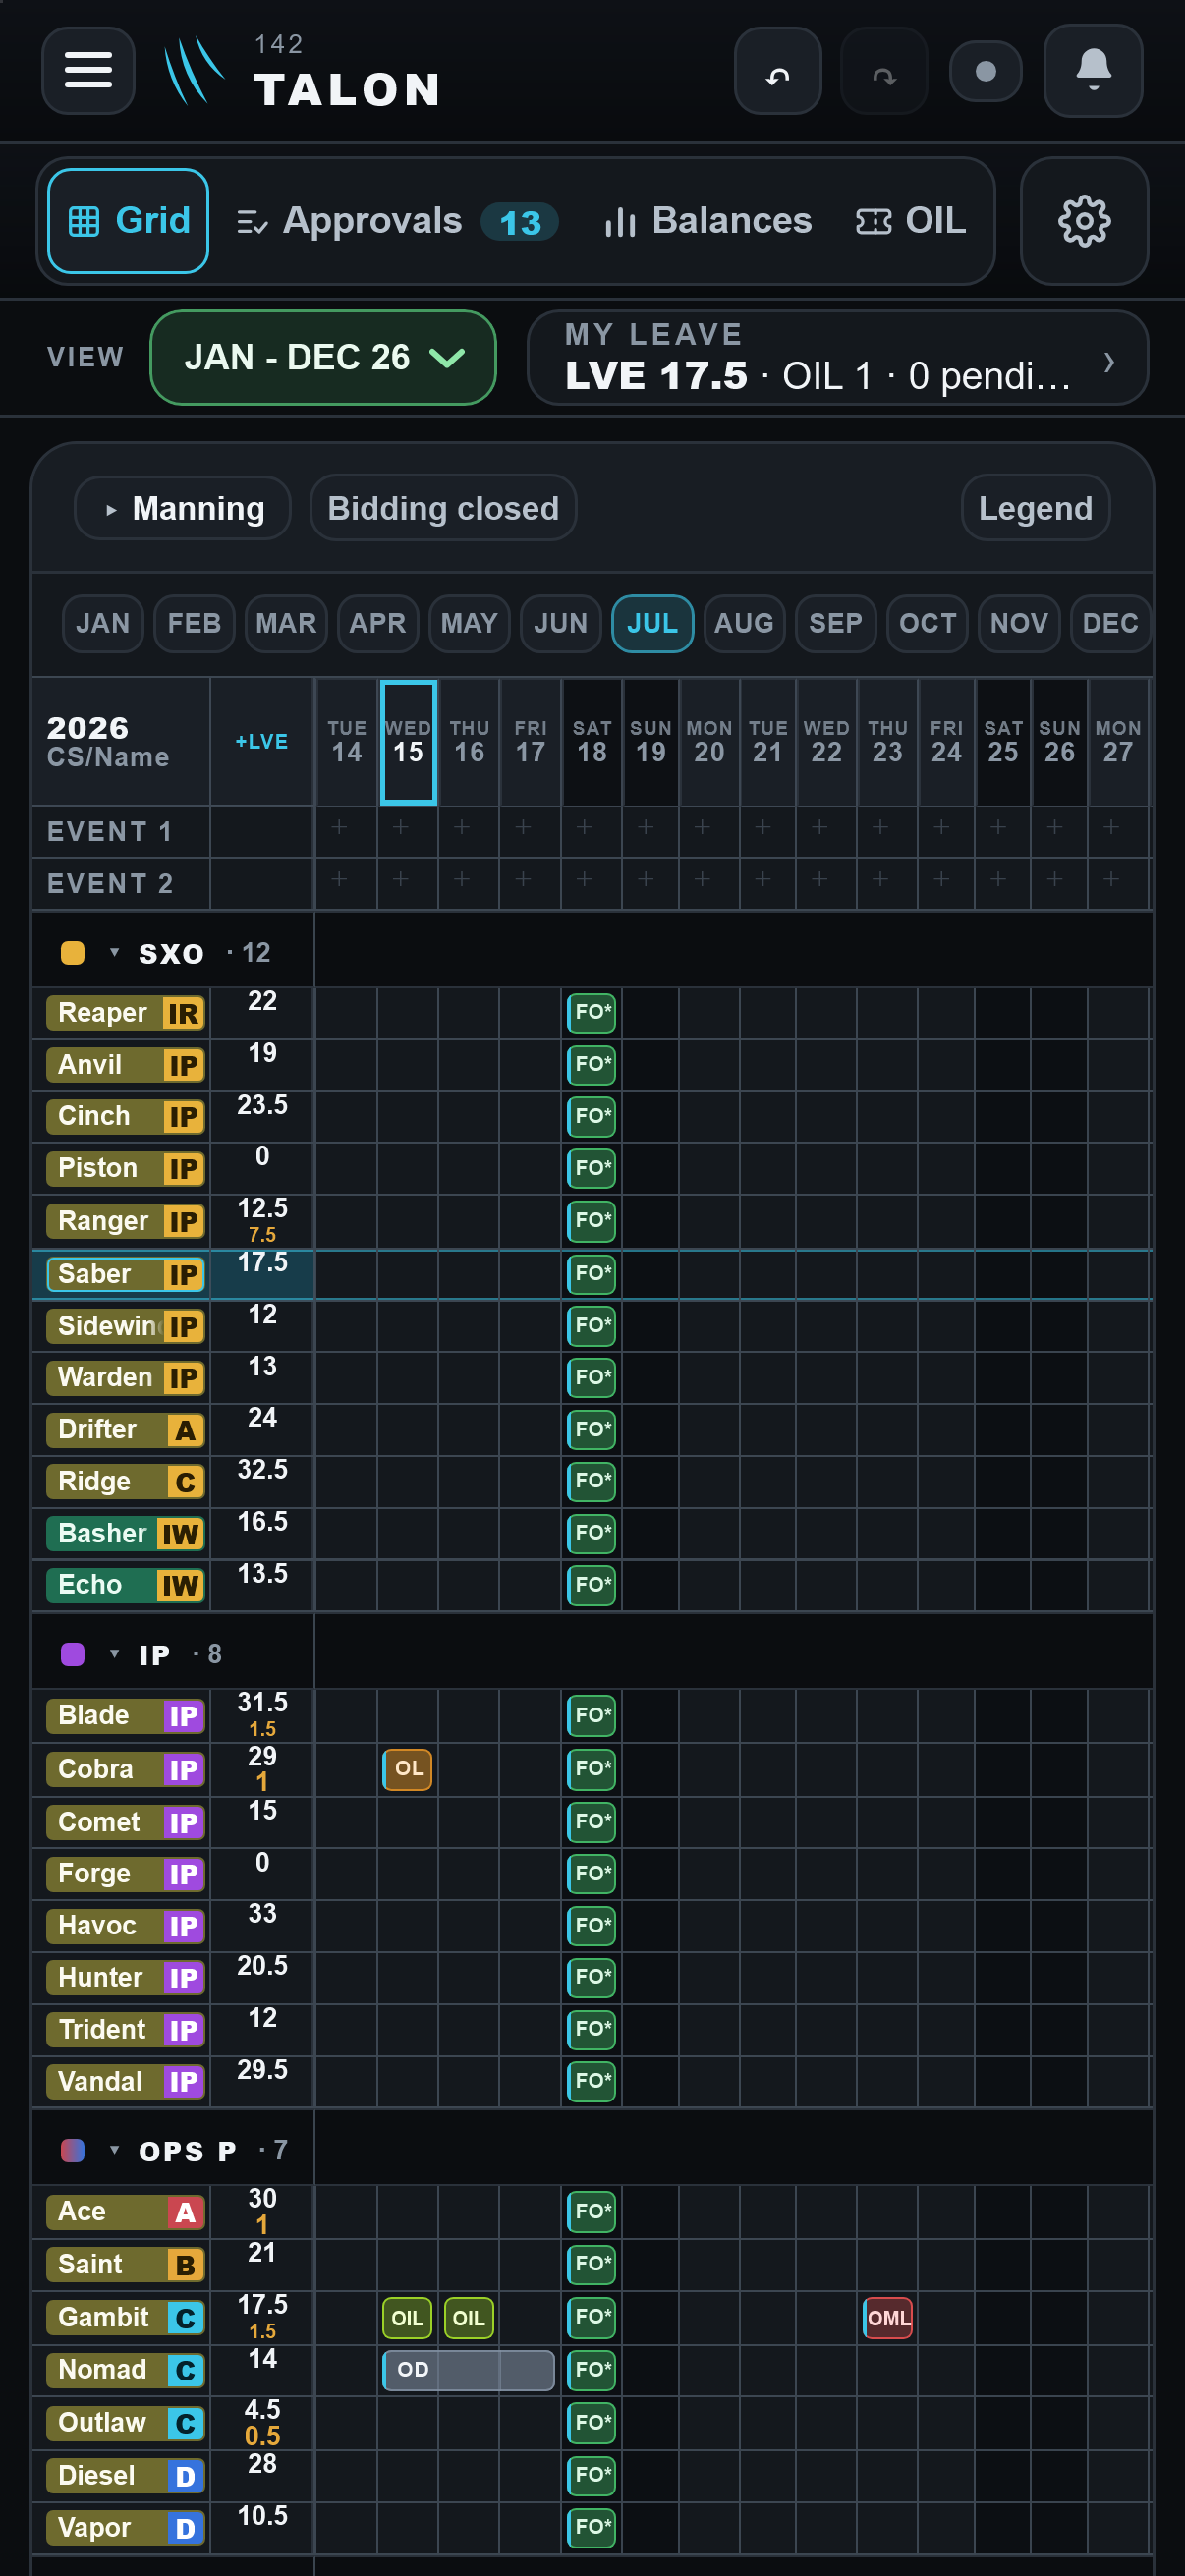 142
TALON
Grid Approvals 13 Balances OIL
VIEW JAN - DEC 26 MY LEAVE
LVE 17.5 · OIL 1 · 0 pendi...
Manning Bidding closed Legend
JAN FEB MAR APR MAY JUN JUL AUG SEP OCT NOV DEC
2026
CS/Name +LVE
TUE WED THU FRI SAT SUN MON TUE WED THU FRI SAT SUN MON
14 15 16 17 18 19 20 21 22 23 24 25 26 27
EVENT 1 + + + + + + + + + + + + + +
EVENT 2 + + + + + + + + + + + + + +
SXO · 12
Reaper IR 22 FO*
Anvil IP 19 FO*
Cinch IP 23.5 FO*
Piston IP 0 FO*
Ranger IP 12.5 FO*
7.5
Saber IP 17.5 FO*
Sidewin IP 12 FO*
Warden IP 13 FO*
Drifter A 24 FO*
Ridge C 32.5 FO*
Basher IW 16.5 FO*
Echo IW 13.5 FO*
IP · 8
Blade IP 31.5 FO*
1.5
Cobra IP 29 OL FO*
1
Comet IP 15 FO*
Forge IP 0 FO*
Havoc IP 33 FO*
Hunter IP 20.5 FO*
Trident IP 12 FO*
Vandal IP 29.5 FO*
OPS P · 7
Ace A 30 FO*
1
Saint B 21 FO*
Gambit C 17.5 OIL OIL FO* OML
1.5
Nomad C 14 OD FO*
Outlaw C 4.5 FO*
0.5
Diesel D 28 FO*
Vapor D 10.5 FO*